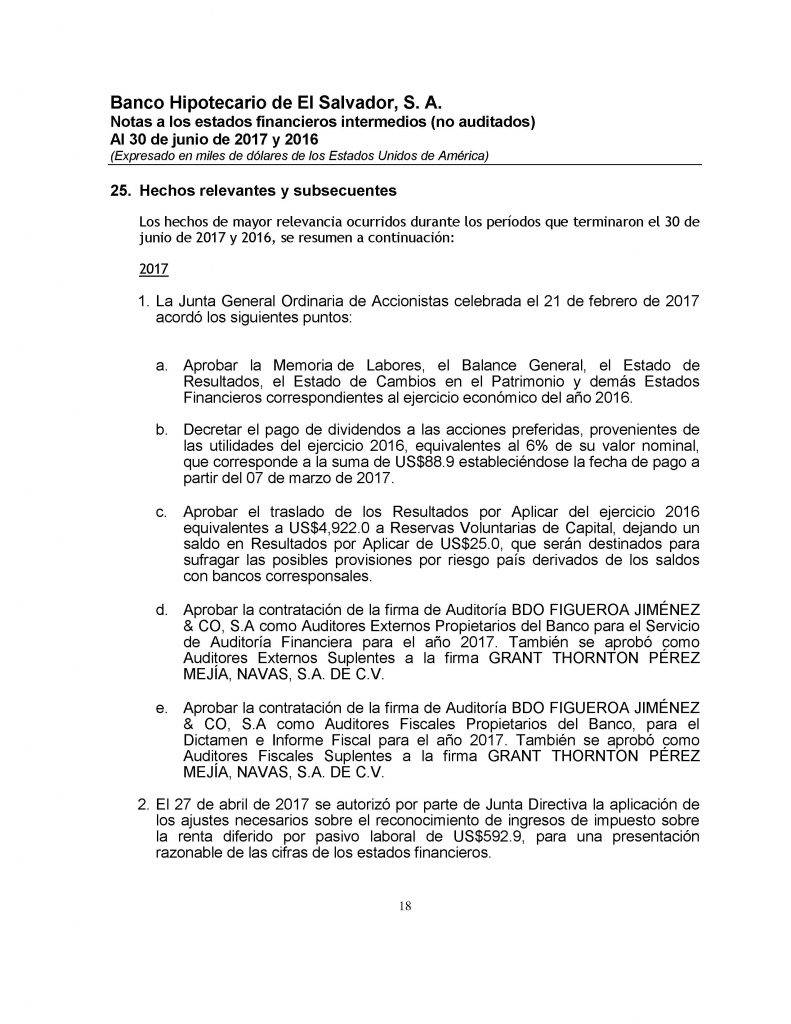 Banco Hipotecario de El Salvador, S. A.
Notas a los estados financieros intermedios (no auditados)
Al 30 de junio de 2017 y 2016
(Expresado en miles de dólares de los Estados Unidos de América)
25. Hechos relevantes y subsecuentes
Los hechos de mayor relevancia ocurridos durante los períodos que terminaron el 30 de
junio de 2017 y 2016, se resumen a continuación:
2017
1. La Junta General Ordinaria de Accionistas celebrada el 21 de febrero de 2017
acordó los siguientes puntos:
a. Aprobar la Memoria de Labores, el Balance General, el Estado de
Resultados, el Estado de Cambios en el Patrimonio y demás Estados
Financieros correspondientes al ejercicio económico del año 2016.
b. Decretar el pago de dividendos a las acciones preferidas, provenientes de
las utilidades del ejercicio 2016, equivalentes al 6% de su valor nominal,
que corresponde a la suma de US$88.9 estableciéndose la fecha de pago a
partir del 07 de marzo de 2017.
c. Aprobar el traslado de los Resultados por Aplicar del ejercicio 2016
equivalentes a US$4,922.0 a Reservas Voluntarias de Capital, dejando un
saldo en Resultados por Aplicar de US$25.0, que serán destinados para
sufragar las posibles provisiones por riesgo país derivados de los saldos
con bancos corresponsales.
d. Aprobar la contratación de la firma de Auditoría BDO FIGUEROA JIMÉNEZ
& CO, S.A como Auditores Externos Propietarios del Banco para el Servicio
de Auditoría Financiera para el año 2017. También se aprobó como
Auditores Externos Suplentes a la firma GRANT THORNTON PÉREZ
MEJÍA, NAVAS, S.A. DE C.V.
e. Aprobar la contratación de la firma de Auditoría BDO FIGUEROA JIMÉNEZ
& CO, S.A como Auditores Fiscales Propietarios del Banco, para el
Dictamen e Informe Fiscal para el año 2017. También se aprobó como
Auditores Fiscales Suplentes a la firma GRANT THORNTON PÉREZ
MEJÍA, NAVAS, S.A. DE C.V.
2. El 27 de abril de 2017 se autorizó por parte de Junta Directiva la aplicación de
los ajustes necesarios sobre el reconocimiento de ingresos de impuesto sobre
la renta diferido por pasivo laboral de US$592.9, para una presentación
razonable de las cifras de los estados financieros.
18